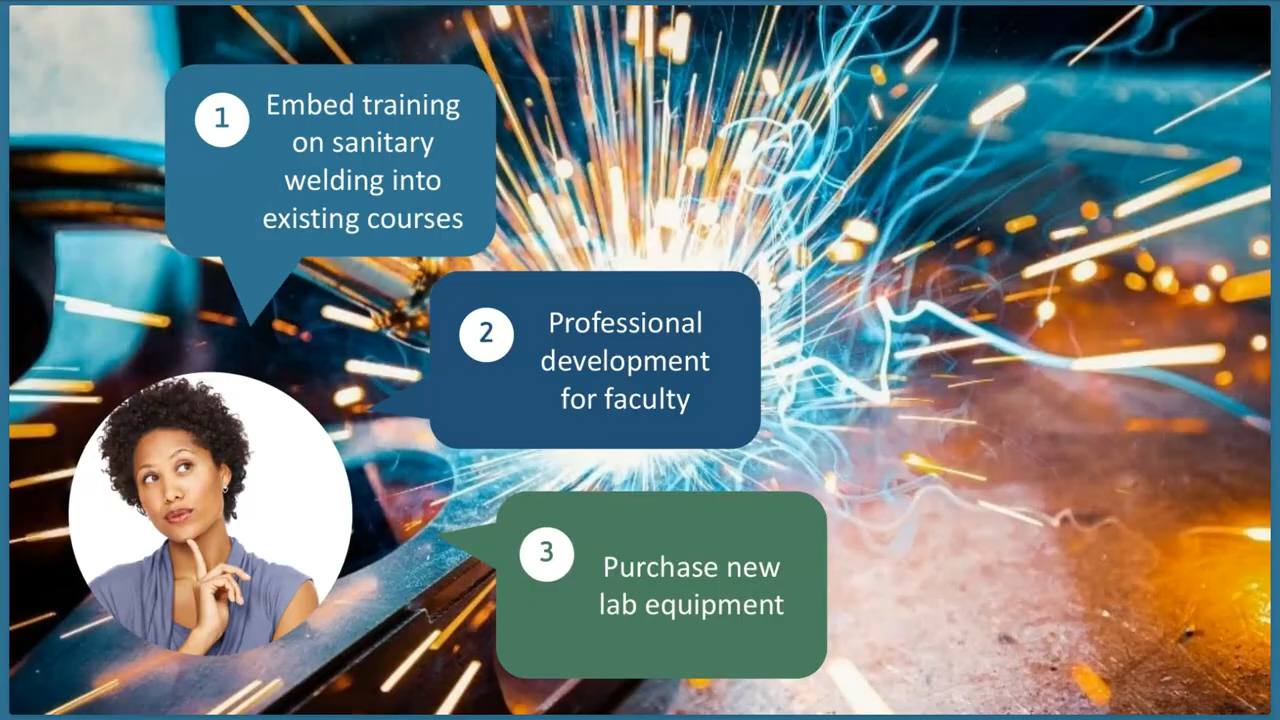 1
Embed training
on sanitary
welding into
existing courses
2
Professional
development
for faculty
3
Purchase new
lab equipment